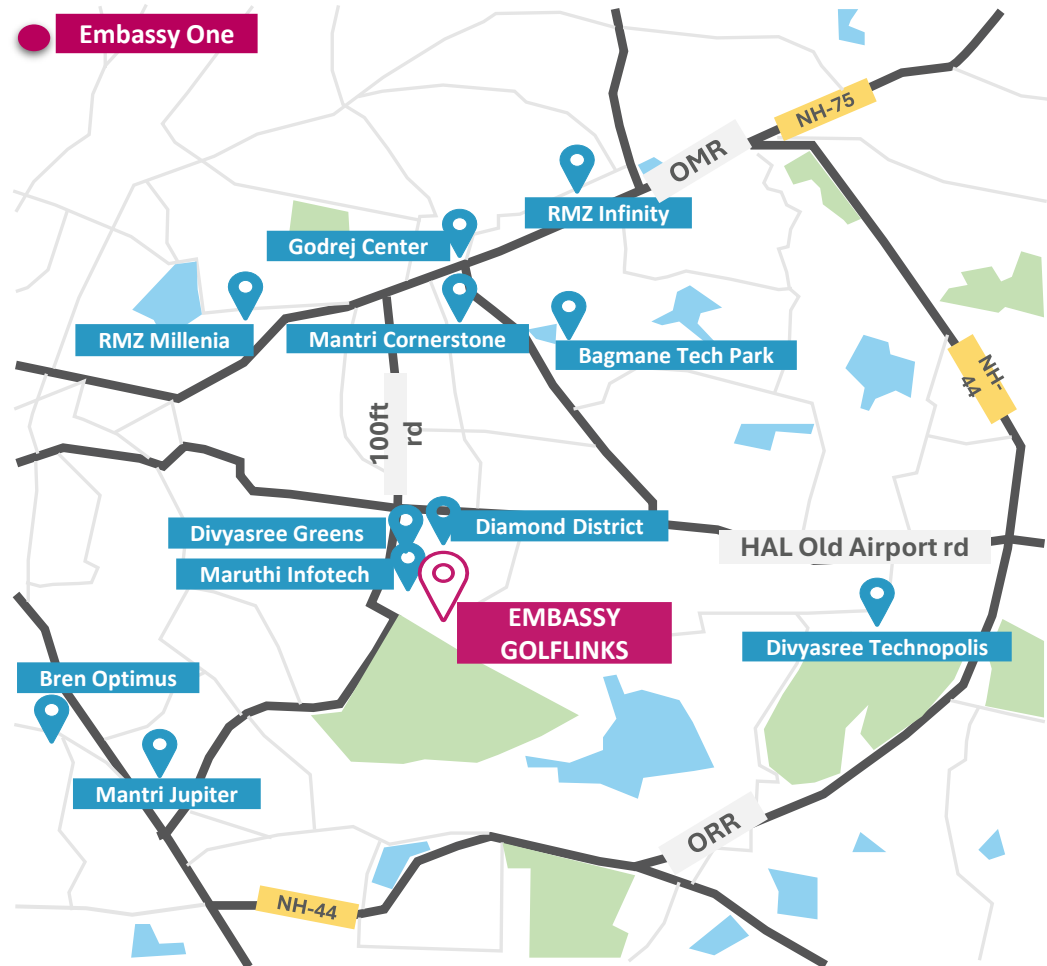 Embassy One
NH-75
OMR
RMZ Infinity
Godrej Center
RMZ Millenia
Mantri Cornerstone
Bagmane Tech Park
NH-
44
100ft
rd
Divyasree Greens
Diamond District
HAL Old Airport rd
Maruthi Infotech
EMBASSY
GOLFLINKS
Divyasree Technopolis
Bren Optimus
Mantri Jupiter
ORR
NH-44